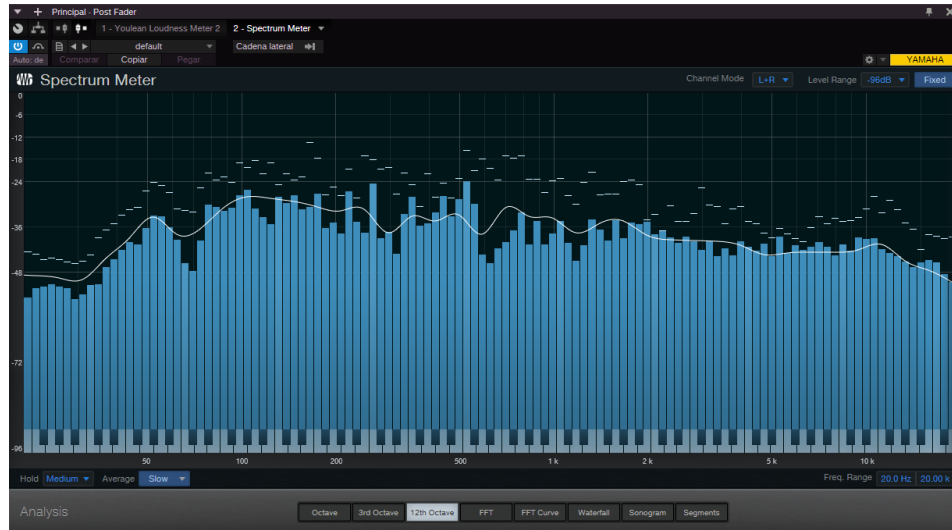 Principal - Post Fader
1 - Youlean Loudness Meter 2 2 - Spectrum Meter
default Cadena lateral
Auto: de Comparar Copiar Pegar YAMAHA
Spectrum Meter Channel Mode L+R Level Range -96dB Fixed
0
-6
-12
-18
-24
-36
-48
-72
-96
50 100 200 500 1 k 2 k 5 k 10 k
Hold Medium Average Slow Freq. Range 20.0 Hz 20.00 k
Analysis Octave 3rd Octave 12th Octave FFT FFT Curve Waterfall Sonogram Segments